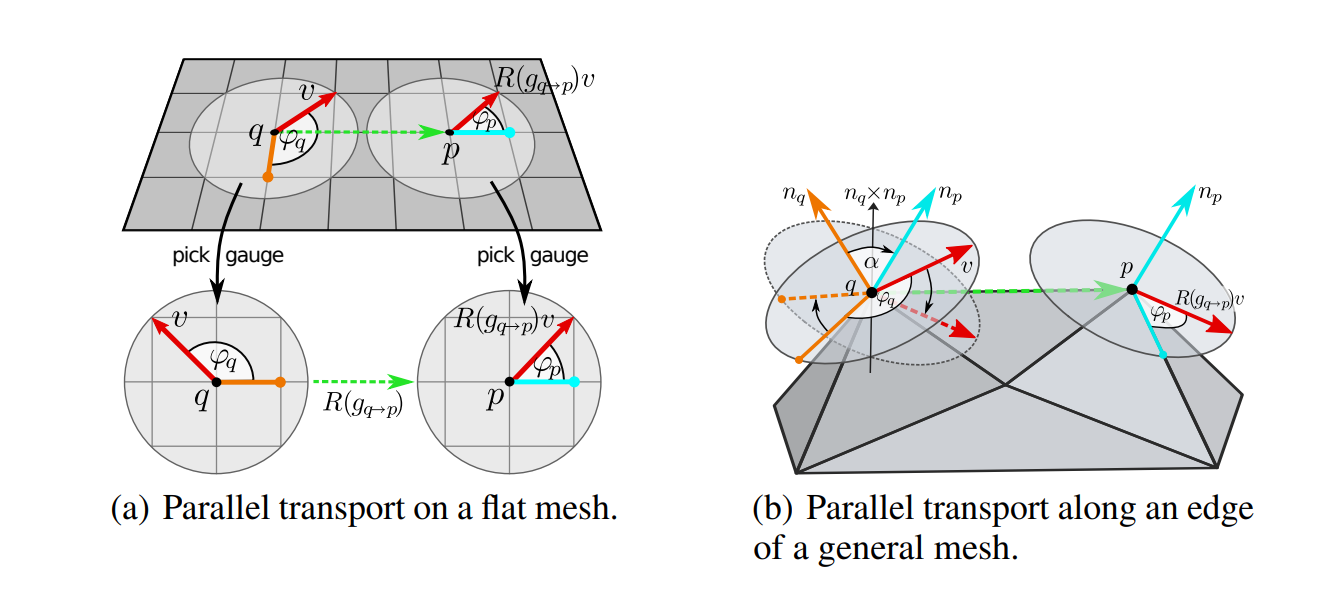 R(g_{q→p})v
v
q φ_q φ_p
p
pick gauge pick gauge
v R(g_{q→p})v
φ_q φ_p
q R(g_{q→p}) p
(a) Parallel transport on a flat mesh.
n_q n_q×n_p n_p n_p
α
v p
q φ_q R(g_{q→p})v
φ_p
(b) Parallel transport along an edge
of a general mesh.